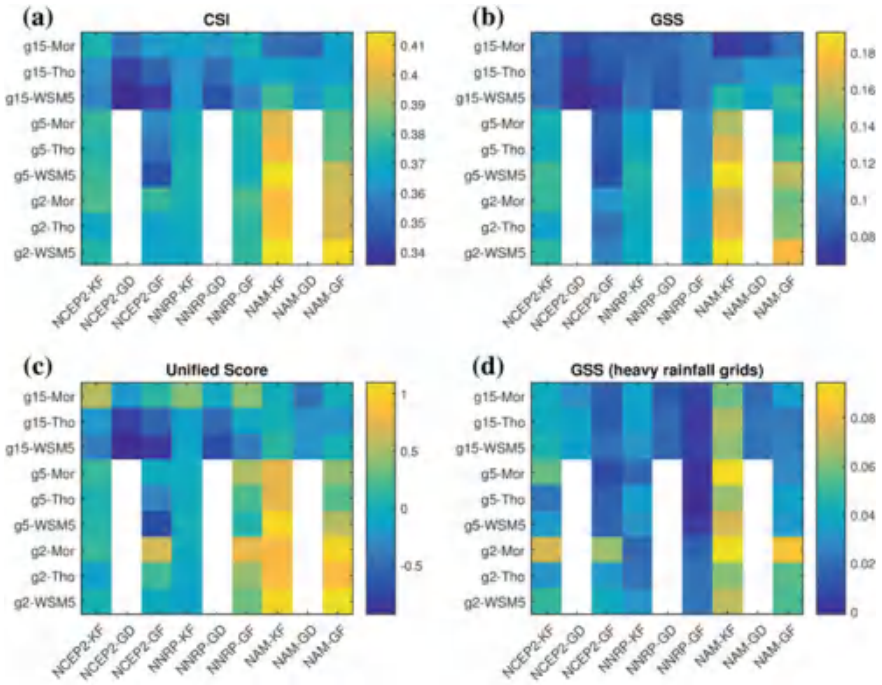 (a) CSI
g15-Mor
g15-Tho
g15-WSM5
g5-Mor
g5-Tho
g5-WSM5
g2-Mor
g2-Tho
g2-WSM5
0.41
0.4
0.39
0.38
0.37
0.36
0.35
0.34
NCEP2-KF
NCEP2-GD
NCEP2-GF
NNRP-KF
NNRP-GD
NNRP-GF
NAM-KF
NAM-GD
NAM-GF
(b) GSS
g15-Mor
g15-Tho
g15-WSM5
g5-Mor
g5-Tho
g5-WSM5
g2-Mor
g2-Tho
g2-WSM5
0.18
0.16
0.14
0.12
0.1
0.08
NCEP2-KF
NCEP2-GD
NCEP2-GF
NNRP-KF
NNRP-GD
NNRP-GF
NAM-KF
NAM-GD
NAM-GF
(c) Unified Score
g15-Mor
g15-Tho
g15-WSM5
g5-Mor
g5-Tho
g5-WSM5
g2-Mor
g2-Tho
g2-WSM5
1
0.5
0
-0.5
NCEP2-KF
NCEP2-GD
NCEP2-GF
NNRP-KF
NNRP-GD
NNRP-GF
NAM-KF
NAM-GD
NAM-GF
(d) GSS (heavy rainfall grids)
g15-Mor
g15-Tho
g15-WSM5
g5-Mor
g5-Tho
g5-WSM5
g2-Mor
g2-Tho
g2-WSM5
0.08
0.06
0.04
0.02
0
NCEP2-KF
NCEP2-GD
NCEP2-GF
NNRP-KF
NNRP-GD
NNRP-GF
NAM-KF
NAM-GD
NAM-GF